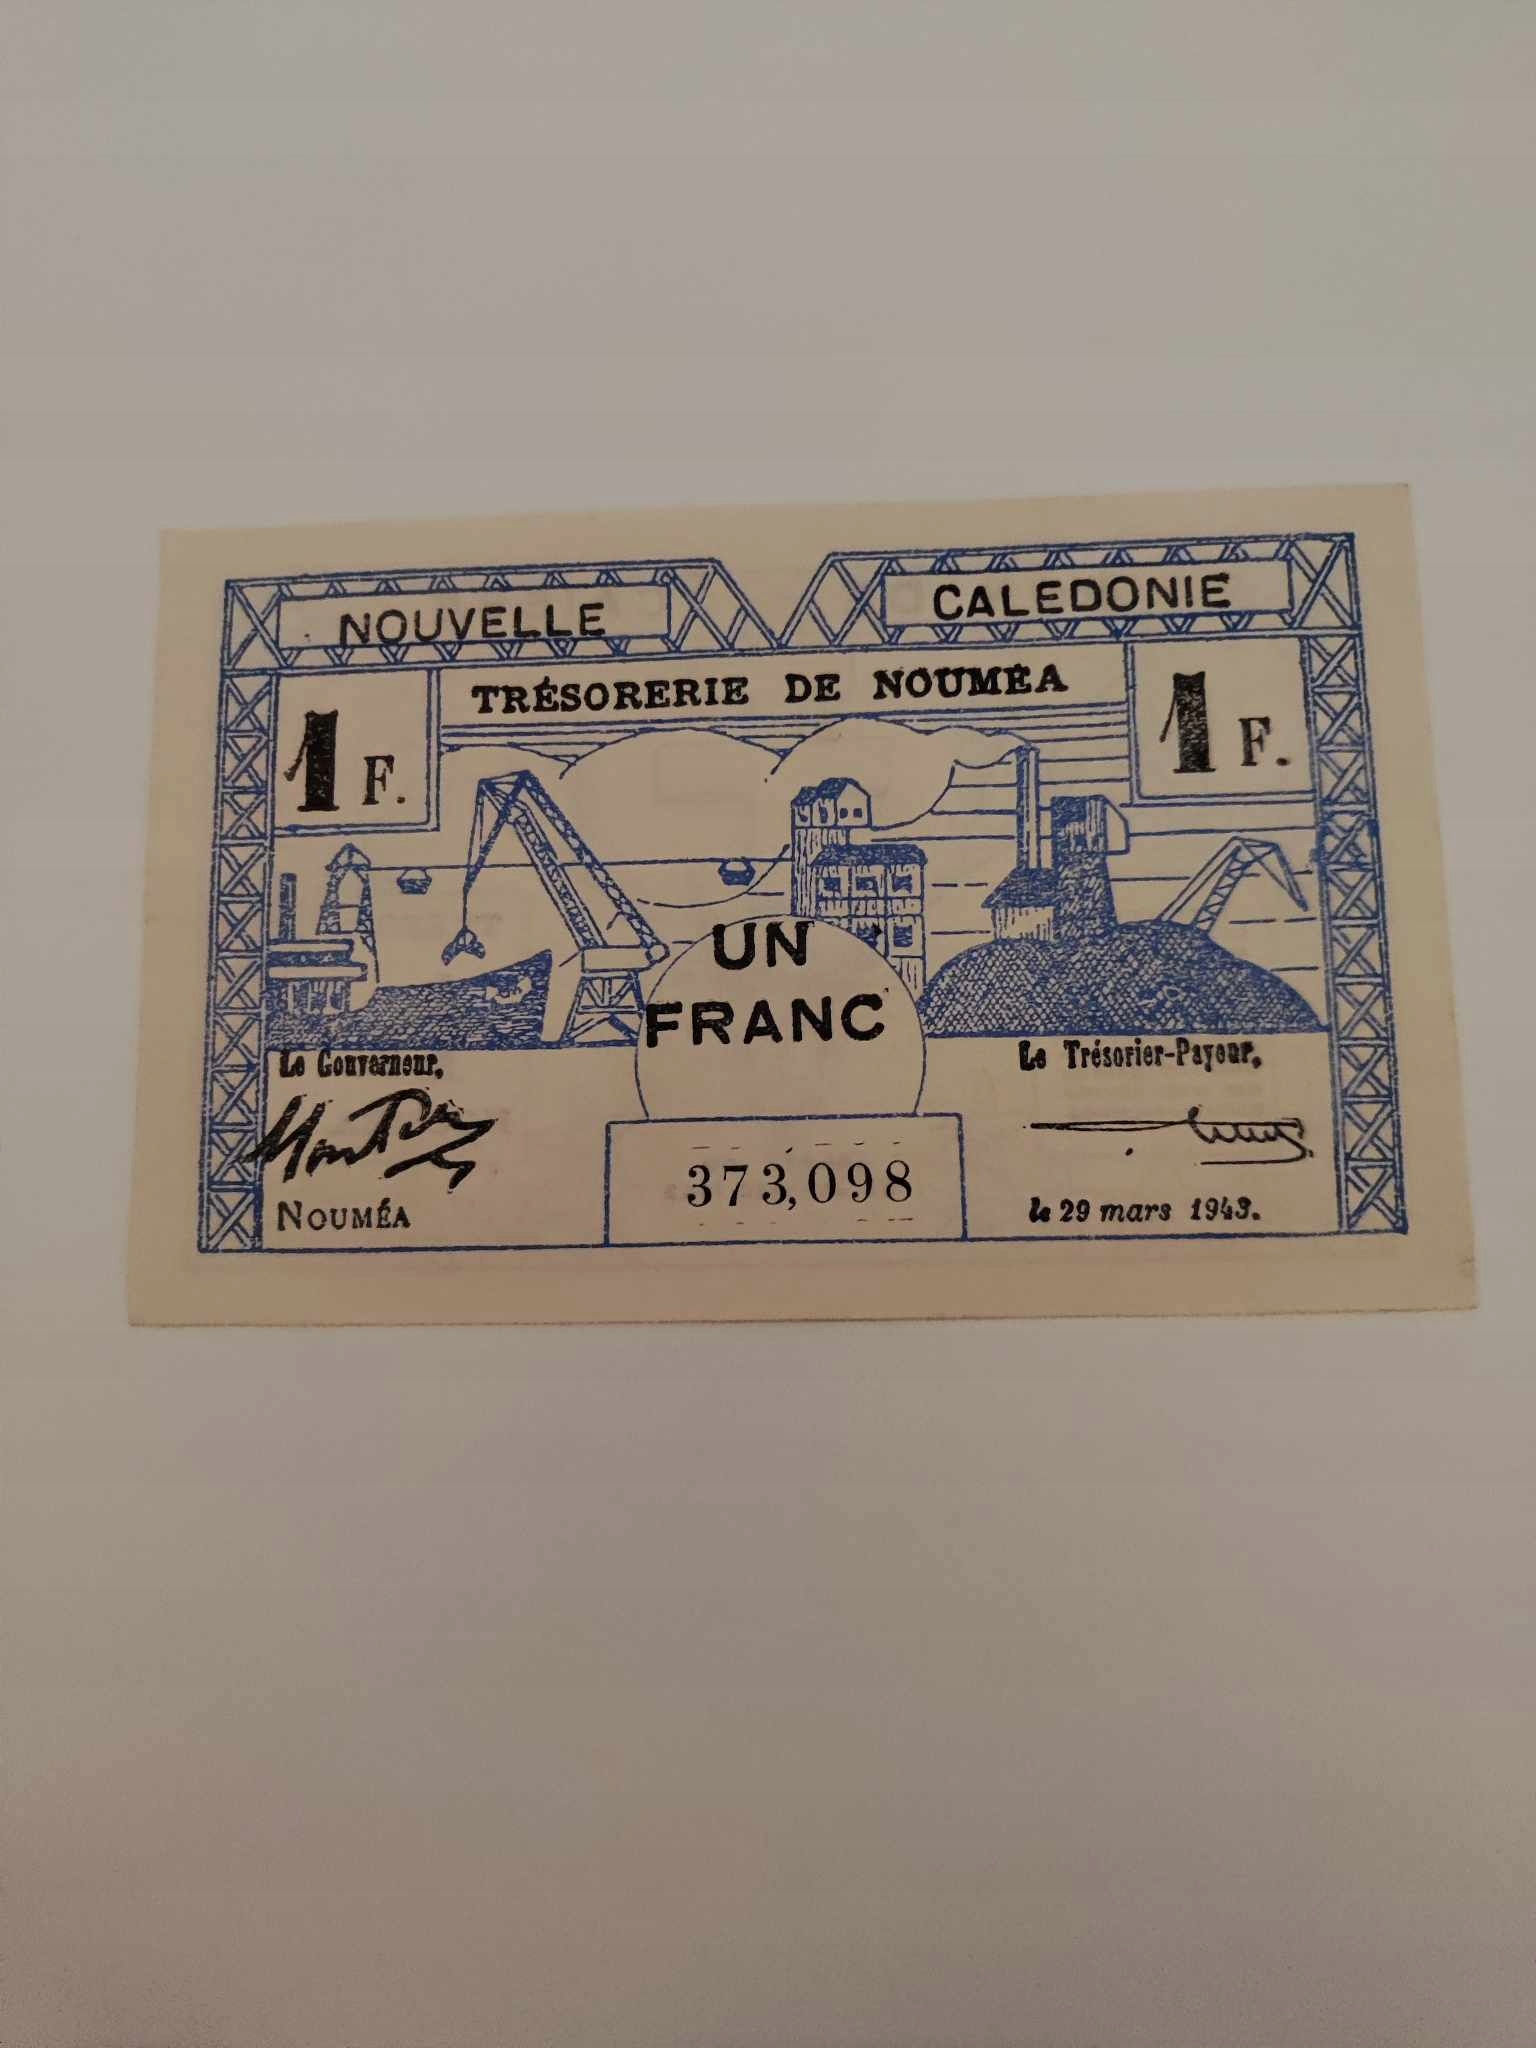 NOUVELLE CALEDONIE
TRÉSORERIE DE NOUMÉA
1 F.
1 F.
UN
FRANC
Le Gouverneur,
Le Trésorier-Payeur,
373,098
NOUMÉA
le 29 mars 1943.